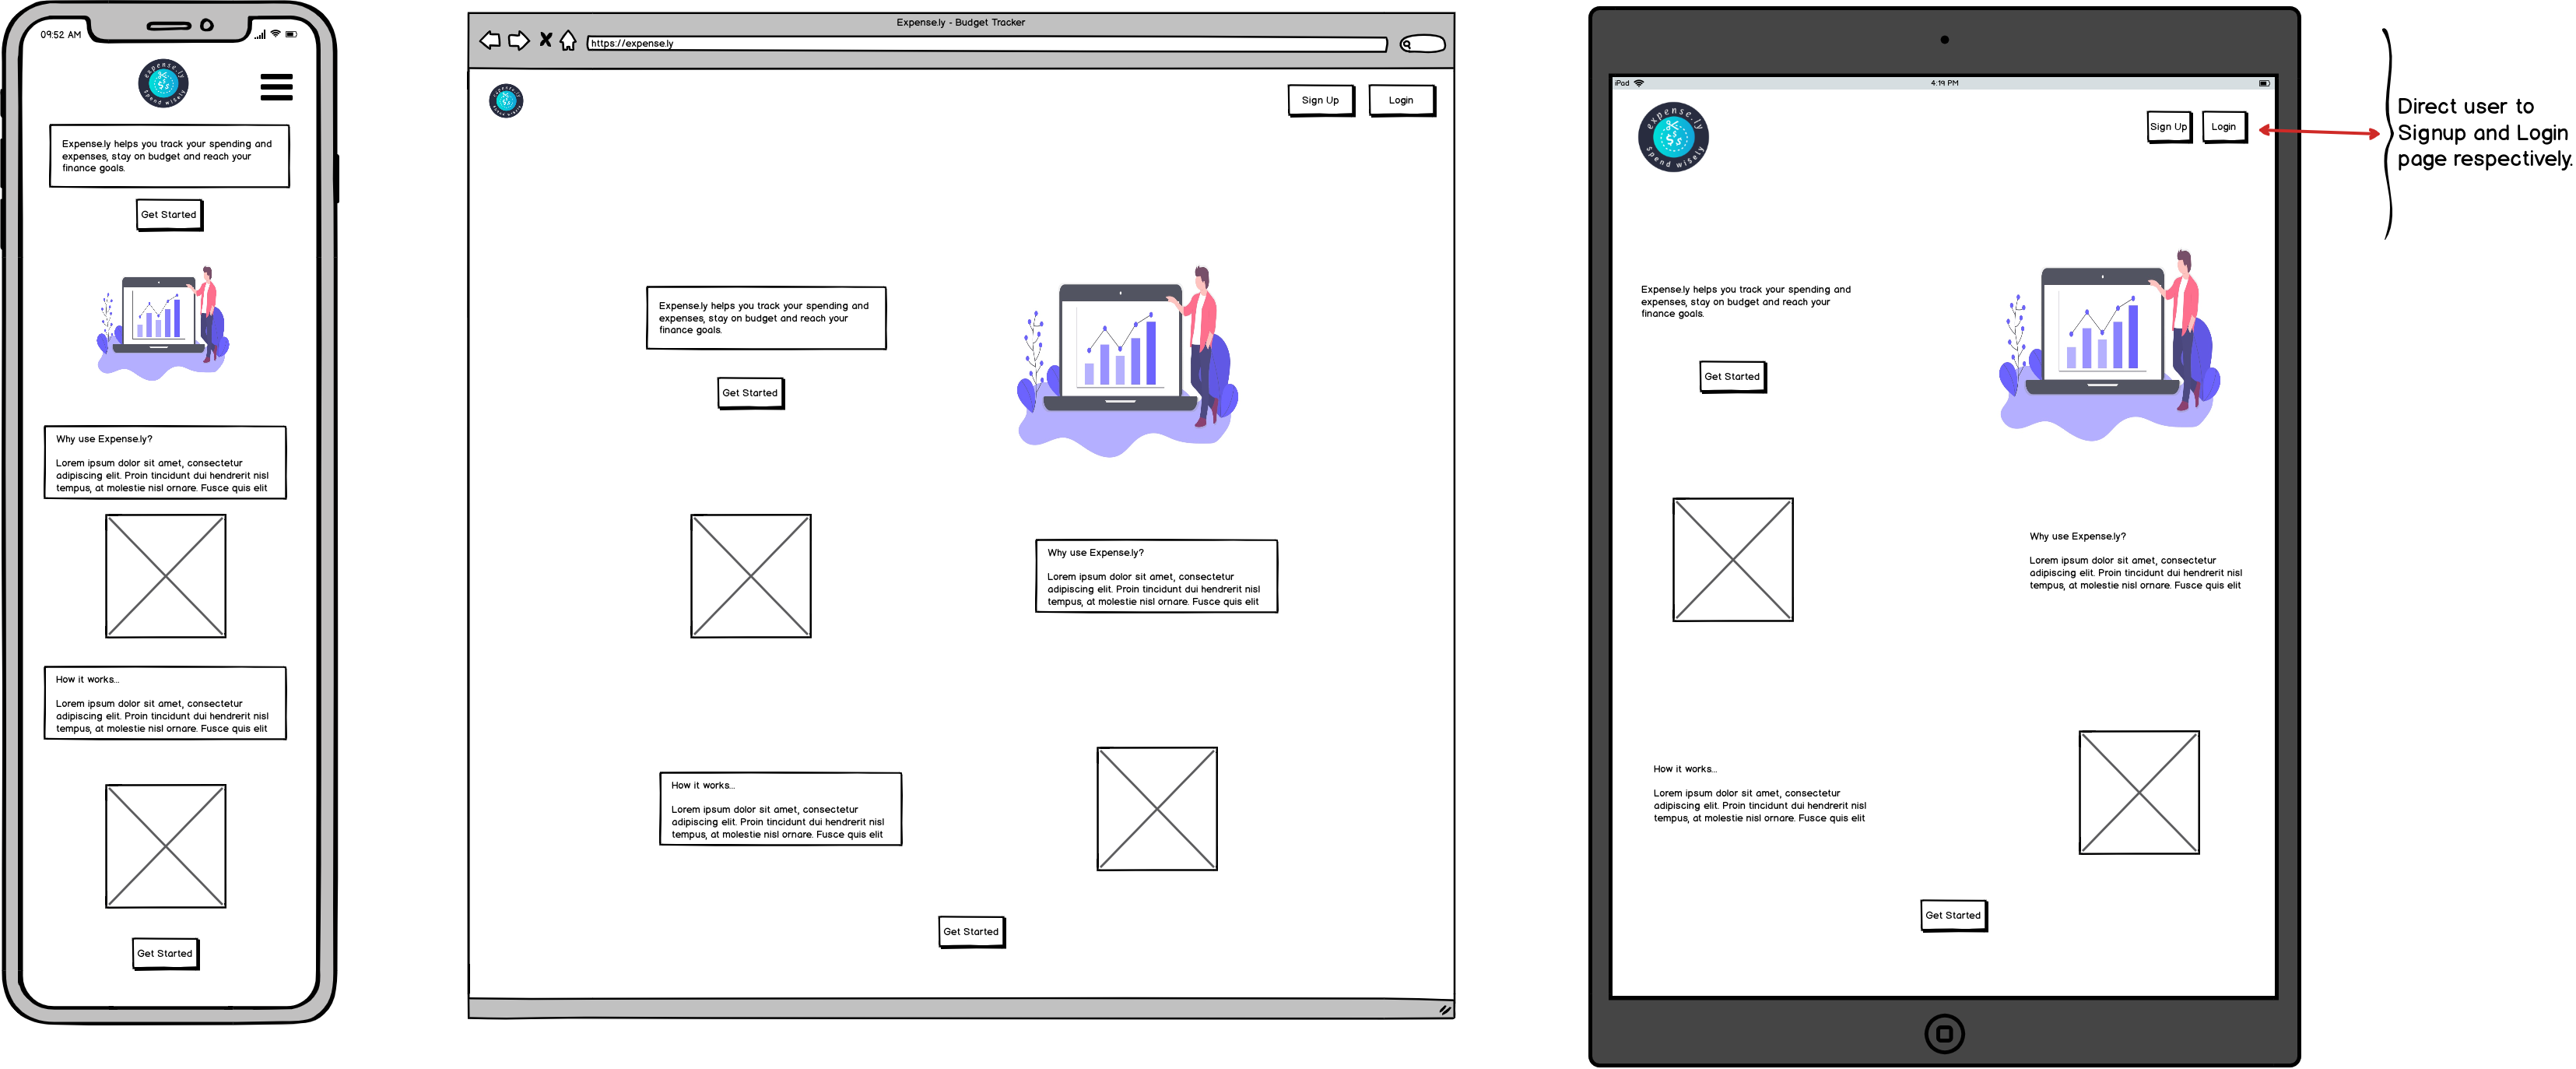 09:52 AM
expense.ly
Spend wisely
Expense.ly helps you track your spending and
expenses, stay on budget and reach your
finance goals.
Get Started
Why use Expense.ly?
Lorem ipsum dolor sit amet, consectetur
adipiscing elit. Proin tincidunt dui hendrerit nisl
tempus, at molestie nisl ornare. Fusce quis elit
How it works...
Lorem ipsum dolor sit amet, consectetur
adipiscing elit. Proin tincidunt dui hendrerit nisl
tempus, at molestie nisl ornare. Fusce quis elit
Get Started
Expense.ly - Budget Tracker
https://expense.ly
expense.ly
Spend wisely
Sign Up
Login
Expense.ly helps you track your spending and
expenses, stay on budget and reach your
finance goals.
Get Started
Why use Expense.ly?
Lorem ipsum dolor sit amet, consectetur
adipiscing elit. Proin tincidunt dui hendrerit nisl
tempus, at molestie nisl ornare. Fusce quis elit
How it works...
Lorem ipsum dolor sit amet, consectetur
adipiscing elit. Proin tincidunt dui hendrerit nisl
tempus, at molestie nisl ornare. Fusce quis elit
Get Started
iPad
4:19 PM
expense.ly
Spend wisely
Sign Up
Login
Expense.ly helps you track your spending and
expenses, stay on budget and reach your
finance goals.
Get Started
Why use Expense.ly?
Lorem ipsum dolor sit amet, consectetur
adipiscing elit. Proin tincidunt dui hendrerit nisl
tempus, at molestie nisl ornare. Fusce quis elit
How it works...
Lorem ipsum dolor sit amet, consectetur
adipiscing elit. Proin tincidunt dui hendrerit nisl
tempus, at molestie nisl ornare. Fusce quis elit
Get Started
Direct user to
Signup and Login
page respectively.